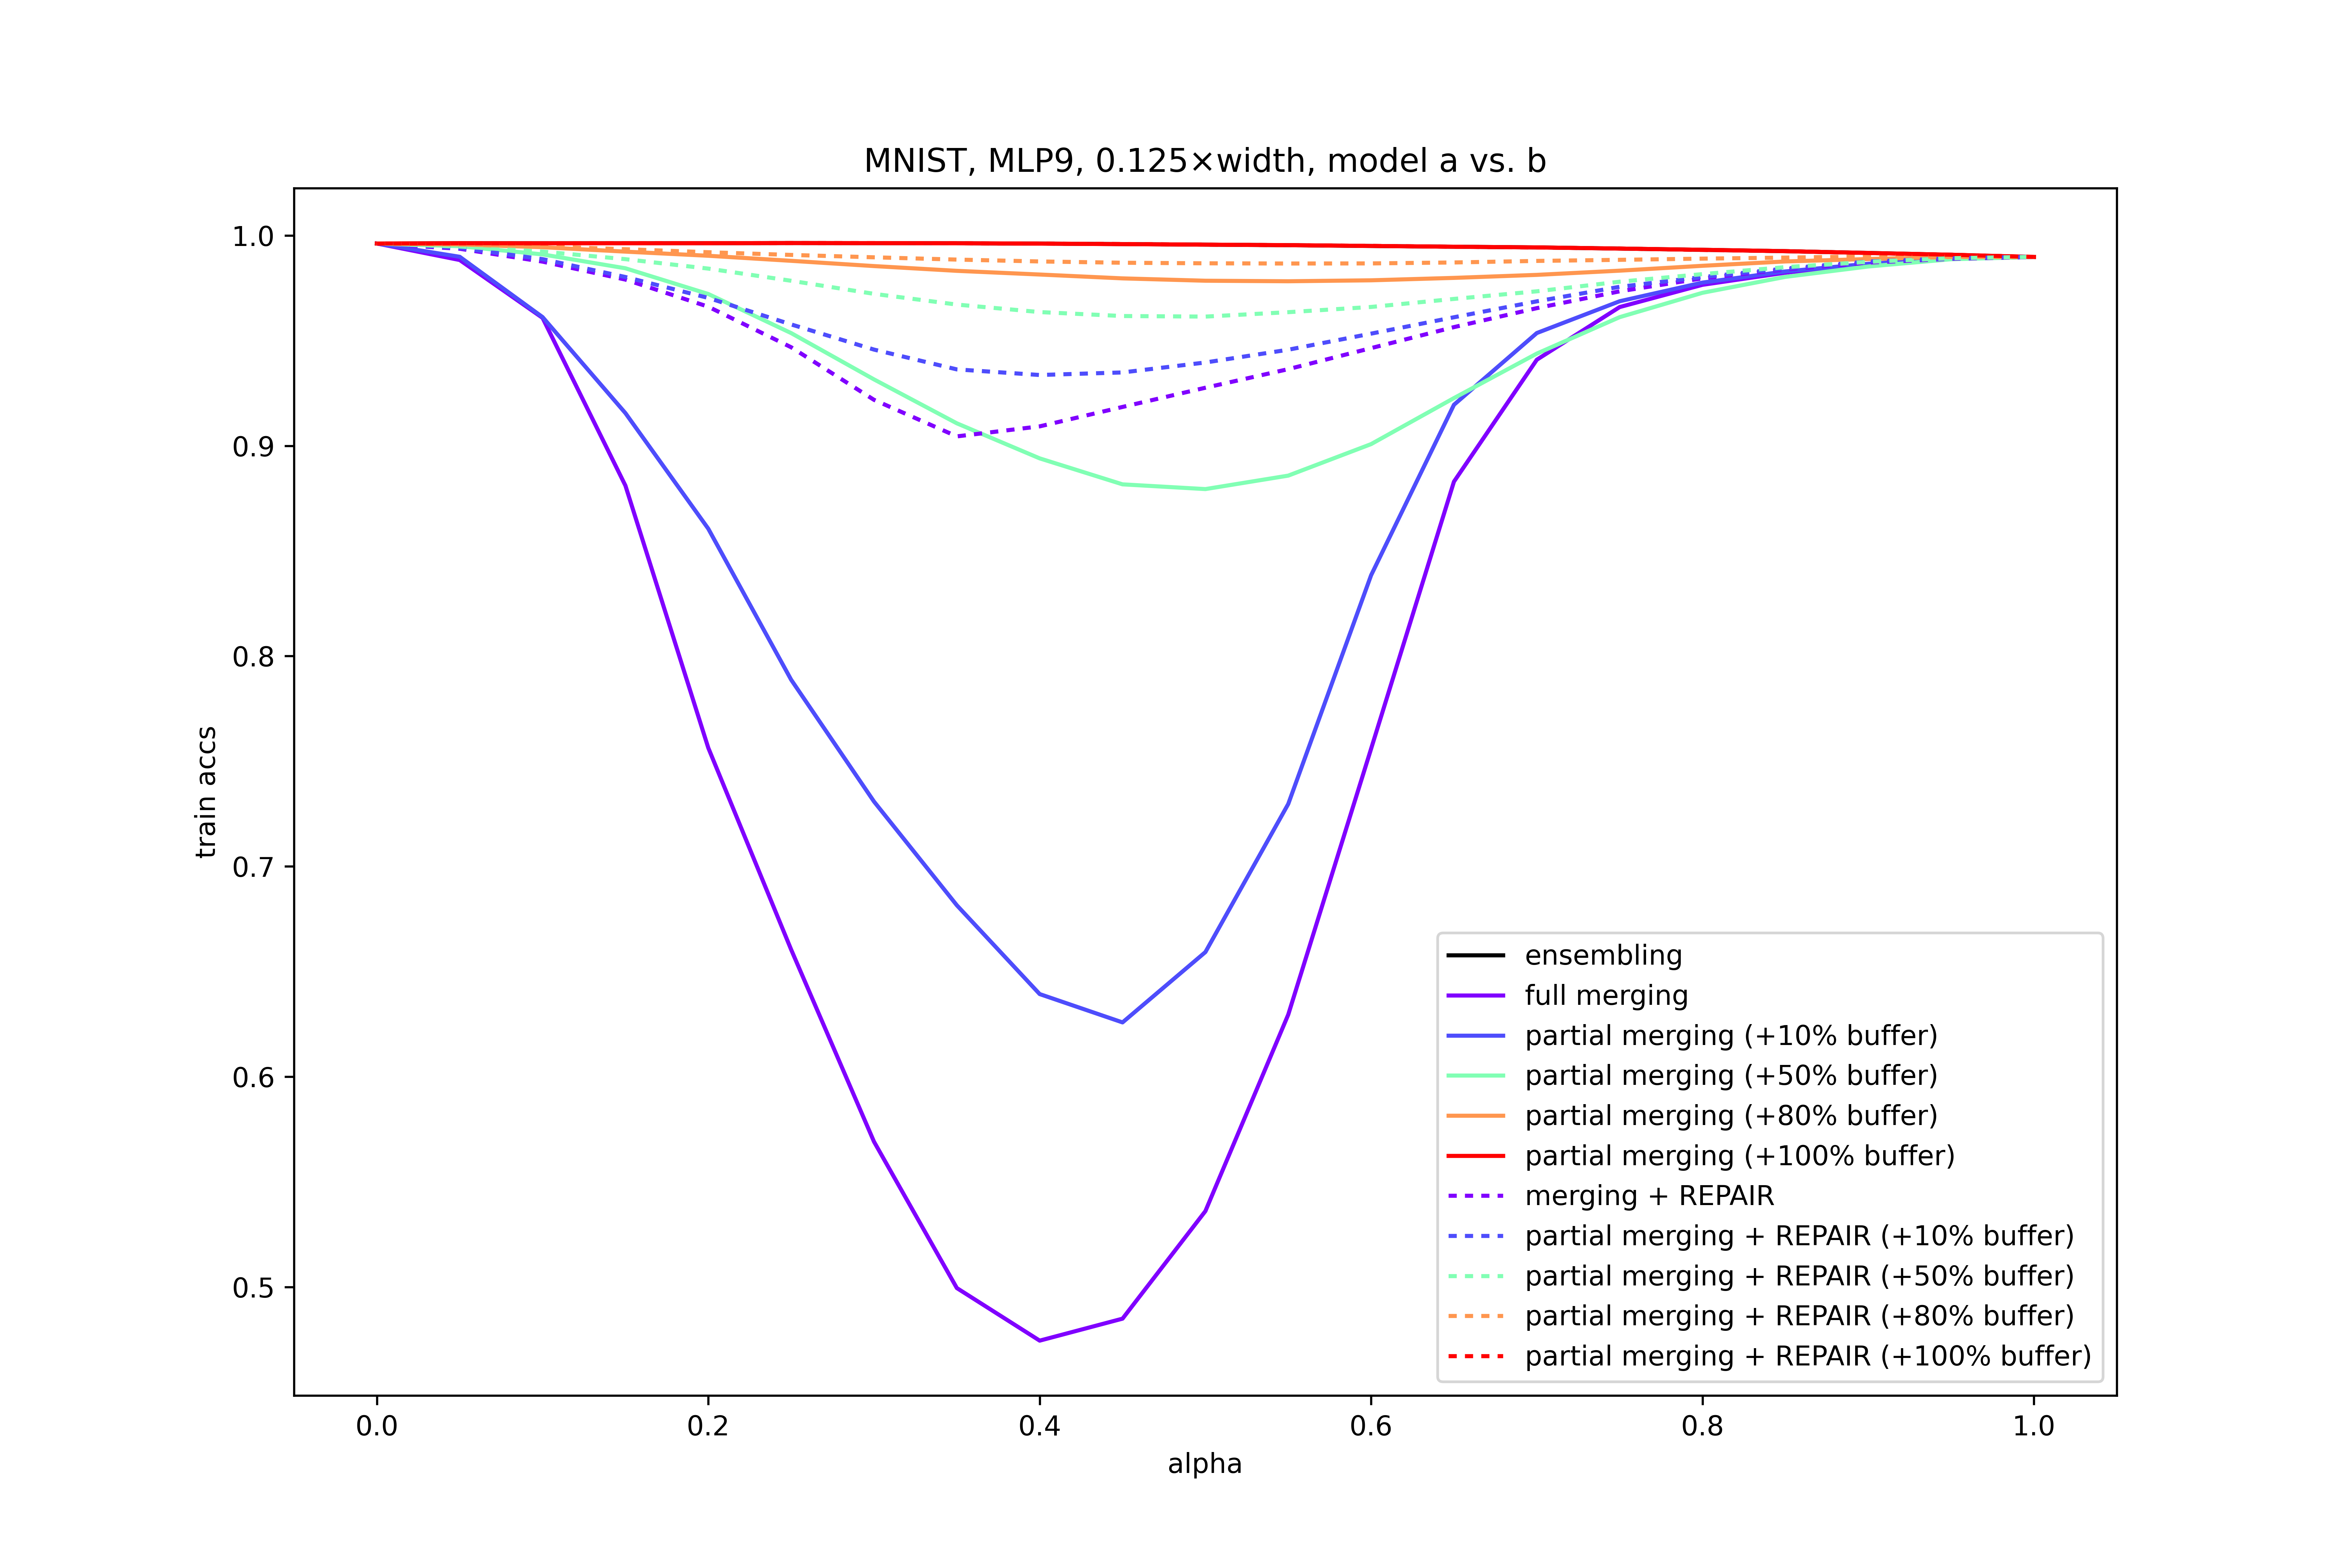 MNIST, MLP9, 0.125×width, model a vs. b
1.0
0.9
0.8
0.7
0.6
0.5
train accs
0.0 0.2 0.4 0.6 0.8 1.0
alpha
ensembling
full merging
partial merging (+10% buffer)
partial merging (+50% buffer)
partial merging (+80% buffer)
partial merging (+100% buffer)
merging + REPAIR
partial merging + REPAIR (+10% buffer)
partial merging + REPAIR (+50% buffer)
partial merging + REPAIR (+80% buffer)
partial merging + REPAIR (+100% buffer)